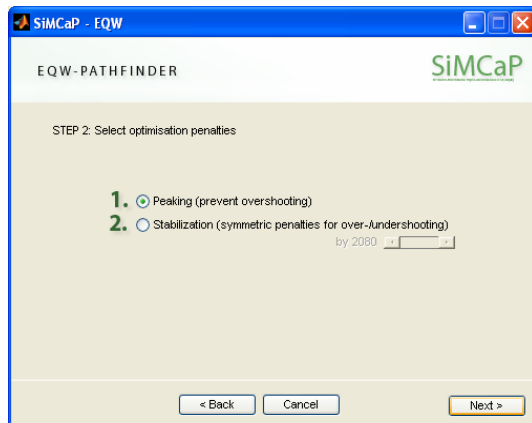 SiMCaP - EQW
EQW-PATHFINDER
SiMCaP
STEP 2: Select optimisation penalties
1. Peaking (prevent overshooting)
2. Stabilization (symmetric penalties for over-/undershooting)
by 2080
< Back Cancel Next >